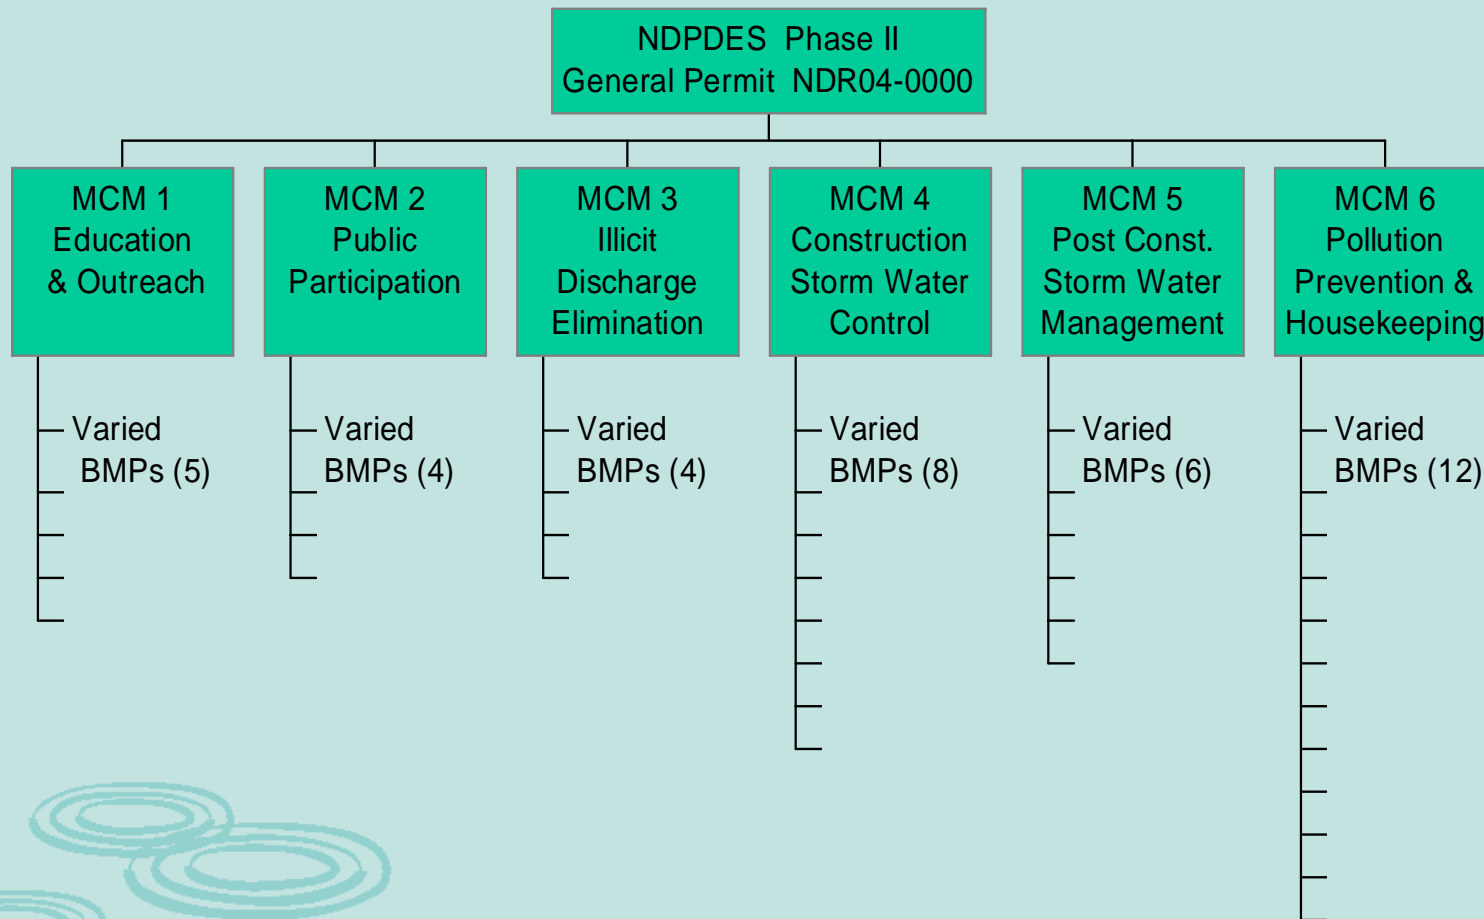 NDPDES Phase II
General Permit NDR04-0000
MCM 1
Education
& Outreach
MCM 2
Public
Participation
MCM 3
Illicit
Discharge
Elimination
MCM 4
Construction
Storm Water
Control
MCM 5
Post Const.
Storm Water
Management
MCM 6
Pollution
Prevention &
Housekeeping
Varied
BMPs (5)
Varied
BMPs (4)
Varied
BMPs (4)
Varied
BMPs (8)
Varied
BMPs (6)
Varied
BMPs (12)